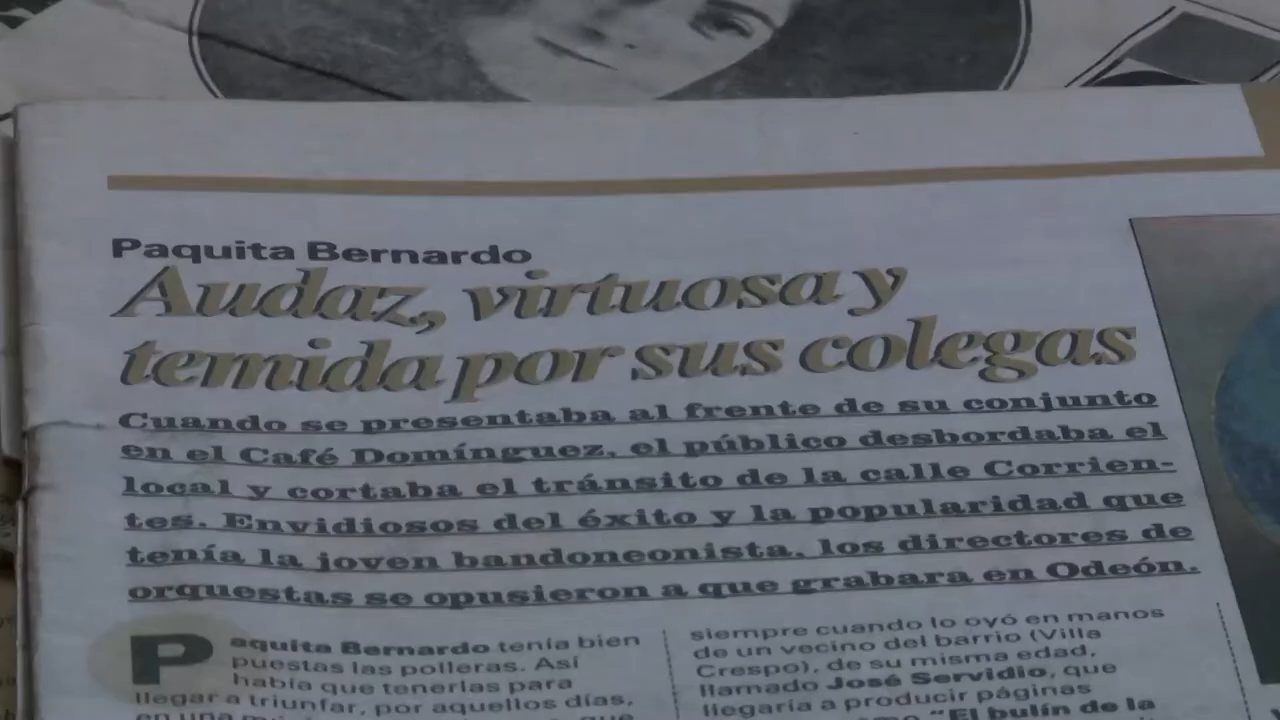 Paquita Bernardo
Audaz, virtuosa y
temida por sus colegas
Cuando se presentaba al frente de su conjunto
en el Café Domínguez, el público desbordaba el
local y cortaba el tránsito de la calle Corrien-
tes. Envidiosos del éxito y la popularidad que
tenía la joven bandoneonista, los directores de
orquestas se opusieron a que grabara en Odeón.
Paquita Bernardo tenía bien
puestas las polleras. Así
había que tenerlas para
llegar a triunfar, por aquellos días,
en una que
siempre cuando lo oyó en manos
de un vecino del barrio (Villa
Crespo), de su misma edad,
llamado José Servidio, que
llegaría a producir páginas
como "El bulín de la